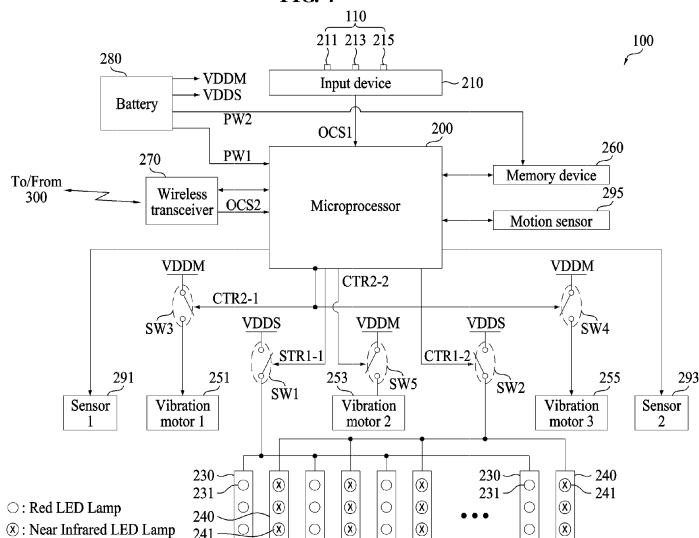 FIG. 4
110
211 213 215
100
280
Input device
210
VDDM
VDDS
Battery
PW2
OCS1
200
PW1
270
260
Memory device
To/From
300
Wireless
transceiver
OCS2
Microprocessor
295
Motion sensor
VDDM
CTR2-2
VDDM
CTR2-1
SW3
VDDS
VDDM
VDDS
SW4
STR1-1
CTR1-2
291
251
SW1
253
SW5
SW2
255
293
Sensor
1
Vibration
motor 1
Vibration
motor 2
Vibration
motor 3
Sensor
2
230
230
240
231
231
241
: Red LED Lamp
240
X : Near Infrared LED Lamp
241